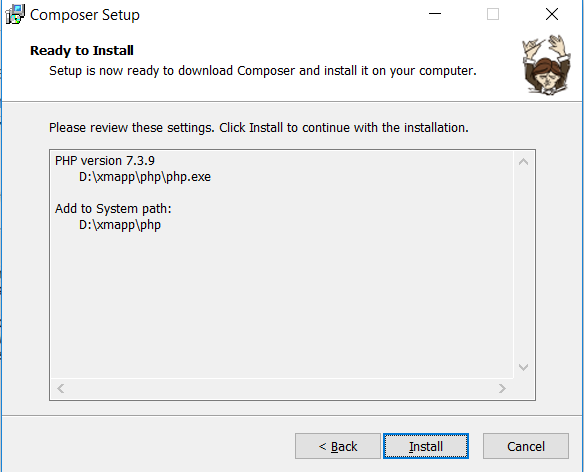 Composer Setup
Ready to Install
Setup is now ready to download Composer and install it on your computer.
Please review these settings. Click Install to continue with the installation.
PHP version 7.3.9
D:\xmapp\php\php.exe
Add to System path:
D:\xmapp\php
< Back
Install
Cancel